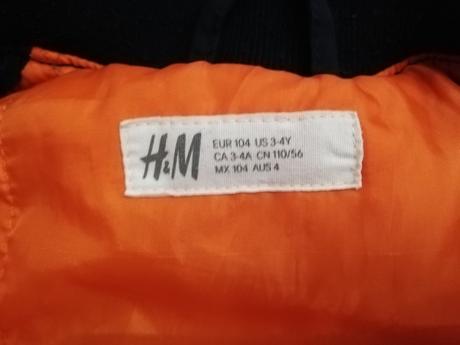 H&M
EUR 104 US 3-4Y
CA 3-4A CN 110/56
MX 104 AUS 4